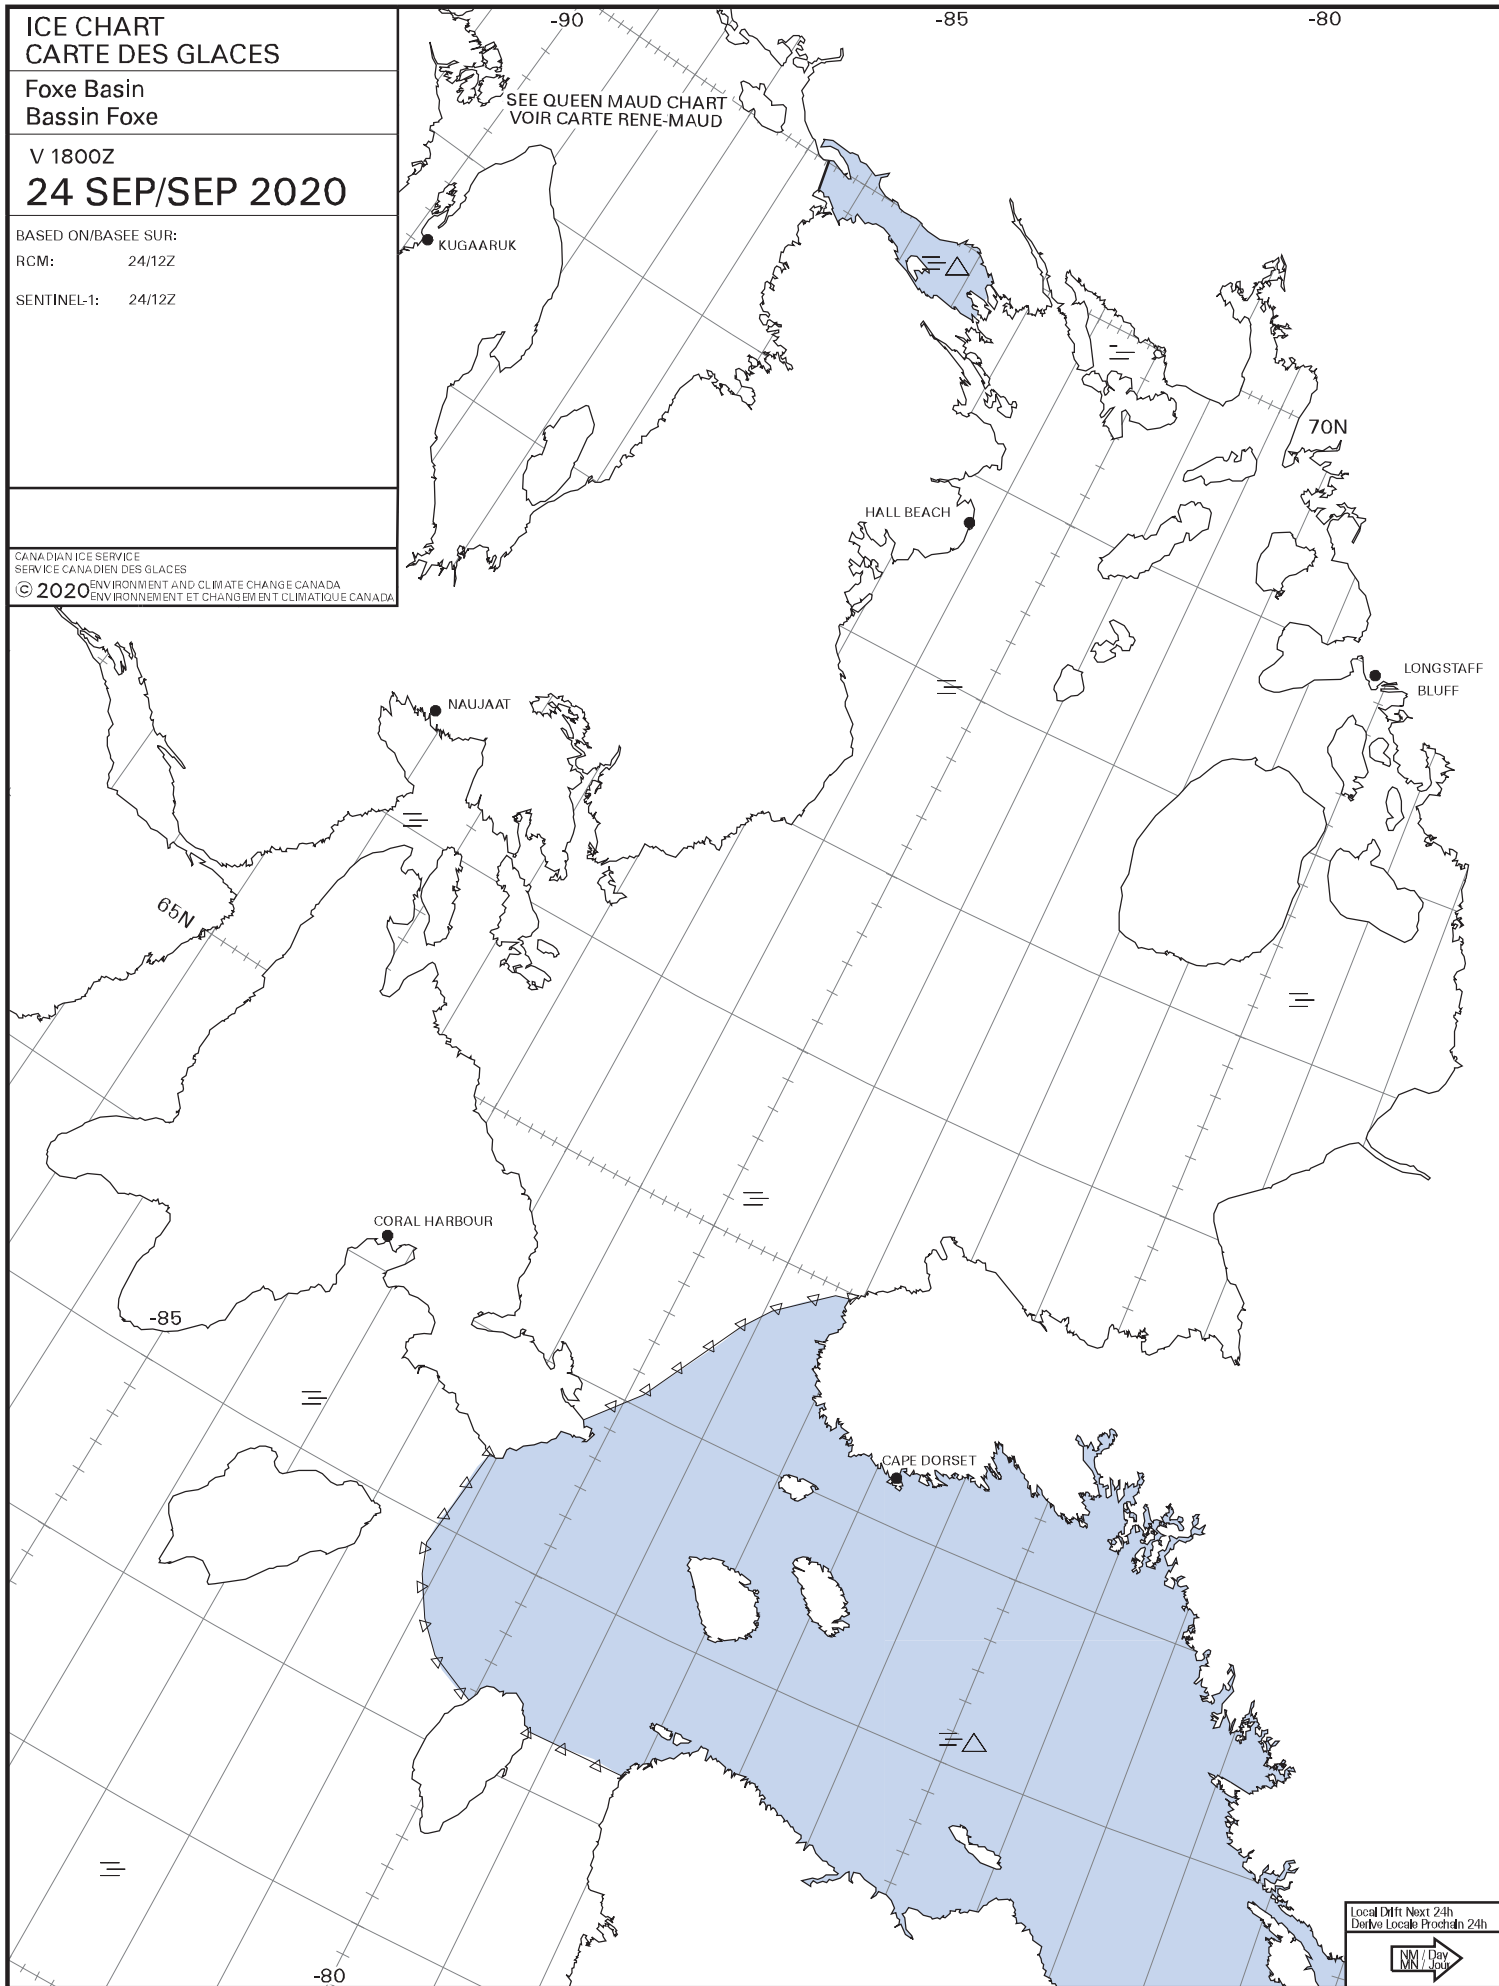 ICE CHART
CARTE DES GLACES
Foxe Basin
Bassin Foxe
V 1800Z
24 SEP/SEP 2020
BASED ON/BASEE SUR:
RCM: 24/12Z
SENTINEL-1: 24/12Z
CANADIAN ICE SERVICE
SERVICE CANADIEN DES GLACES
© 2020 ENVIRONMENT AND CLIMATE CHANGE CANADA
ENVIRONNEMENT ET CHANGEMENT CLIMATIQUE CANADA
-90
-85
-80
SEE QUEEN MAUD CHART
VOIR CARTE RENE-MAUD
KUGAARUK
70N
HALL BEACH
LONGSTAFF
BLUFF
NAUJAAT
65N
CORAL HARBOUR
-85
CAPE DORSET
-80
Local Drift Next 24h
Derive Locale Prochain 24h
NM / Day
MN / Jour